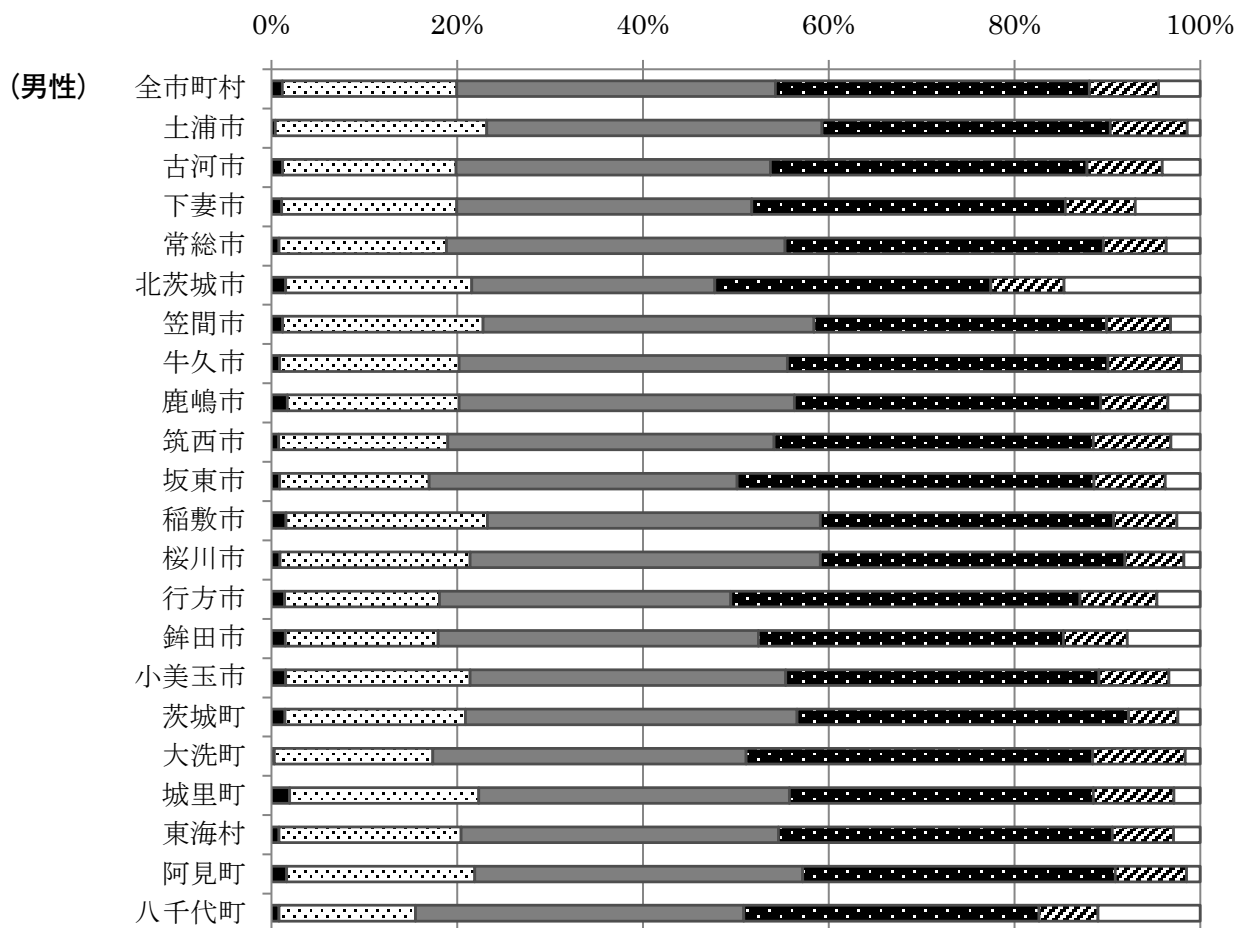 0% 20% 40% 60% 80% 100%
（男性） 全市町村
土浦市
古河市
下妻市
常総市
北茨城市
笠間市
牛久市
鹿嶋市
筑西市
坂東市
稲敷市
桜川市
行方市
鉾田市
小美玉市
茨城町
大洗町
城里町
東海村
阿見町
八千代町